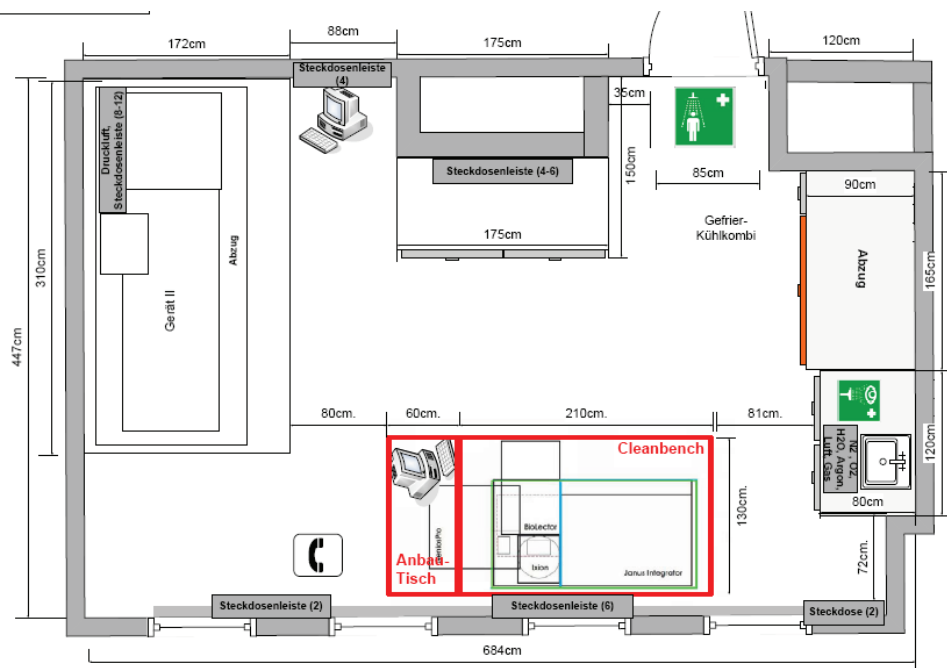 88cm
172cm
175cm
120cm
Steckdosenleiste
(4)
35cm
Druckluft,
Steckdosenleiste (8-12)
Steckdosenleiste (4-6)
150cm
85cm
90cm
Gefrier-
Kühlkombi
175cm
Abzug
Abzug
310cm
Gerät II
165cm
447cm
80cm.
60cm.
210cm.
81cm.
Cleanbench
N2, O2,
H2O, Argon,
Luft, Gas
120cm
80cm
130cm.
BioLector
Ixion
Janus Integrator
Anbau-
Tisch
72cm.
Steckdosenleiste (2)
Steckdosenleiste (6)
Steckdose (2)
684cm